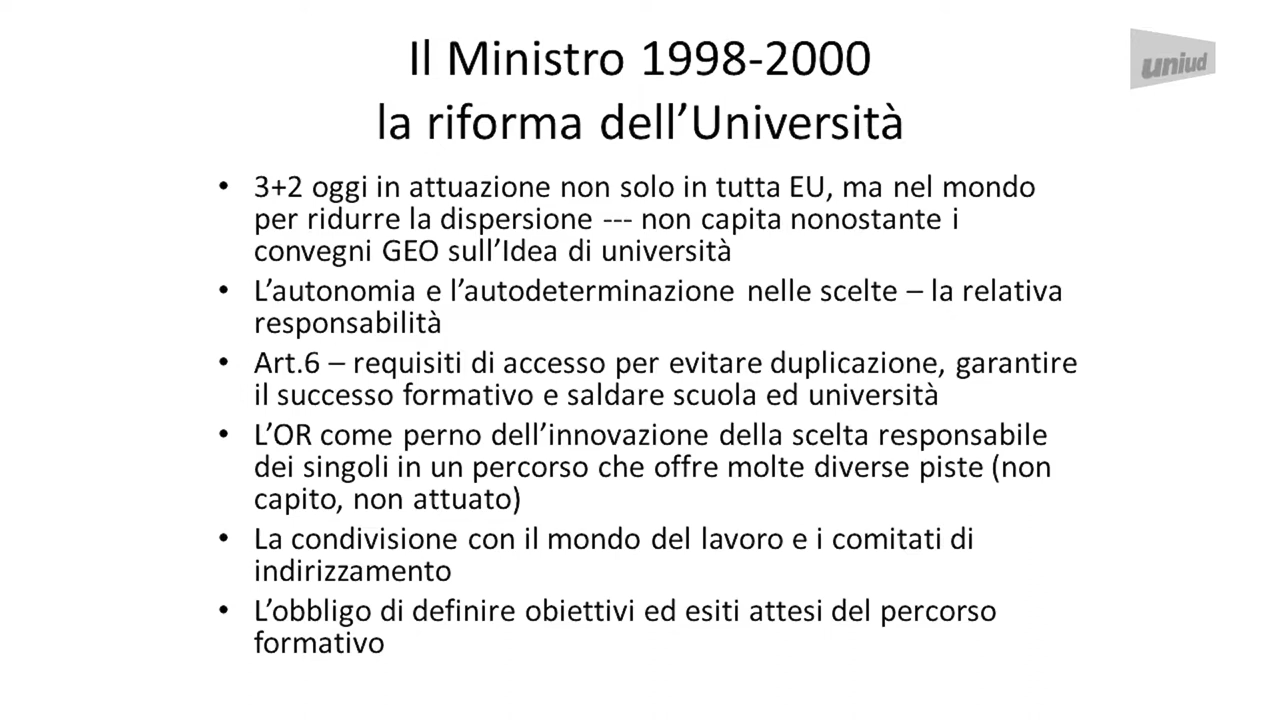 Il Ministro 1998-2000
la riforma dell’Università
uniud
• 3+2 oggi in attuazione non solo in tutta EU, ma nel mondo
per ridurre la dispersione --- non capita nonostante i
convegni GEO sull’Idea di università
• L’autonomia e l’autodeterminazione nelle scelte – la relativa
responsabilità
• Art.6 – requisiti di accesso per evitare duplicazione, garantire
il successo formativo e saldare scuola ed università
• L’OR come perno dell’innovazione della scelta responsabile
dei singoli in un percorso che offre molte diverse piste (non
capito, non attuato)
• La condivisione con il mondo del lavoro e i comitati di
indirizzamento
• L’obbligo di definire obiettivi ed esiti attesi del percorso
formativo